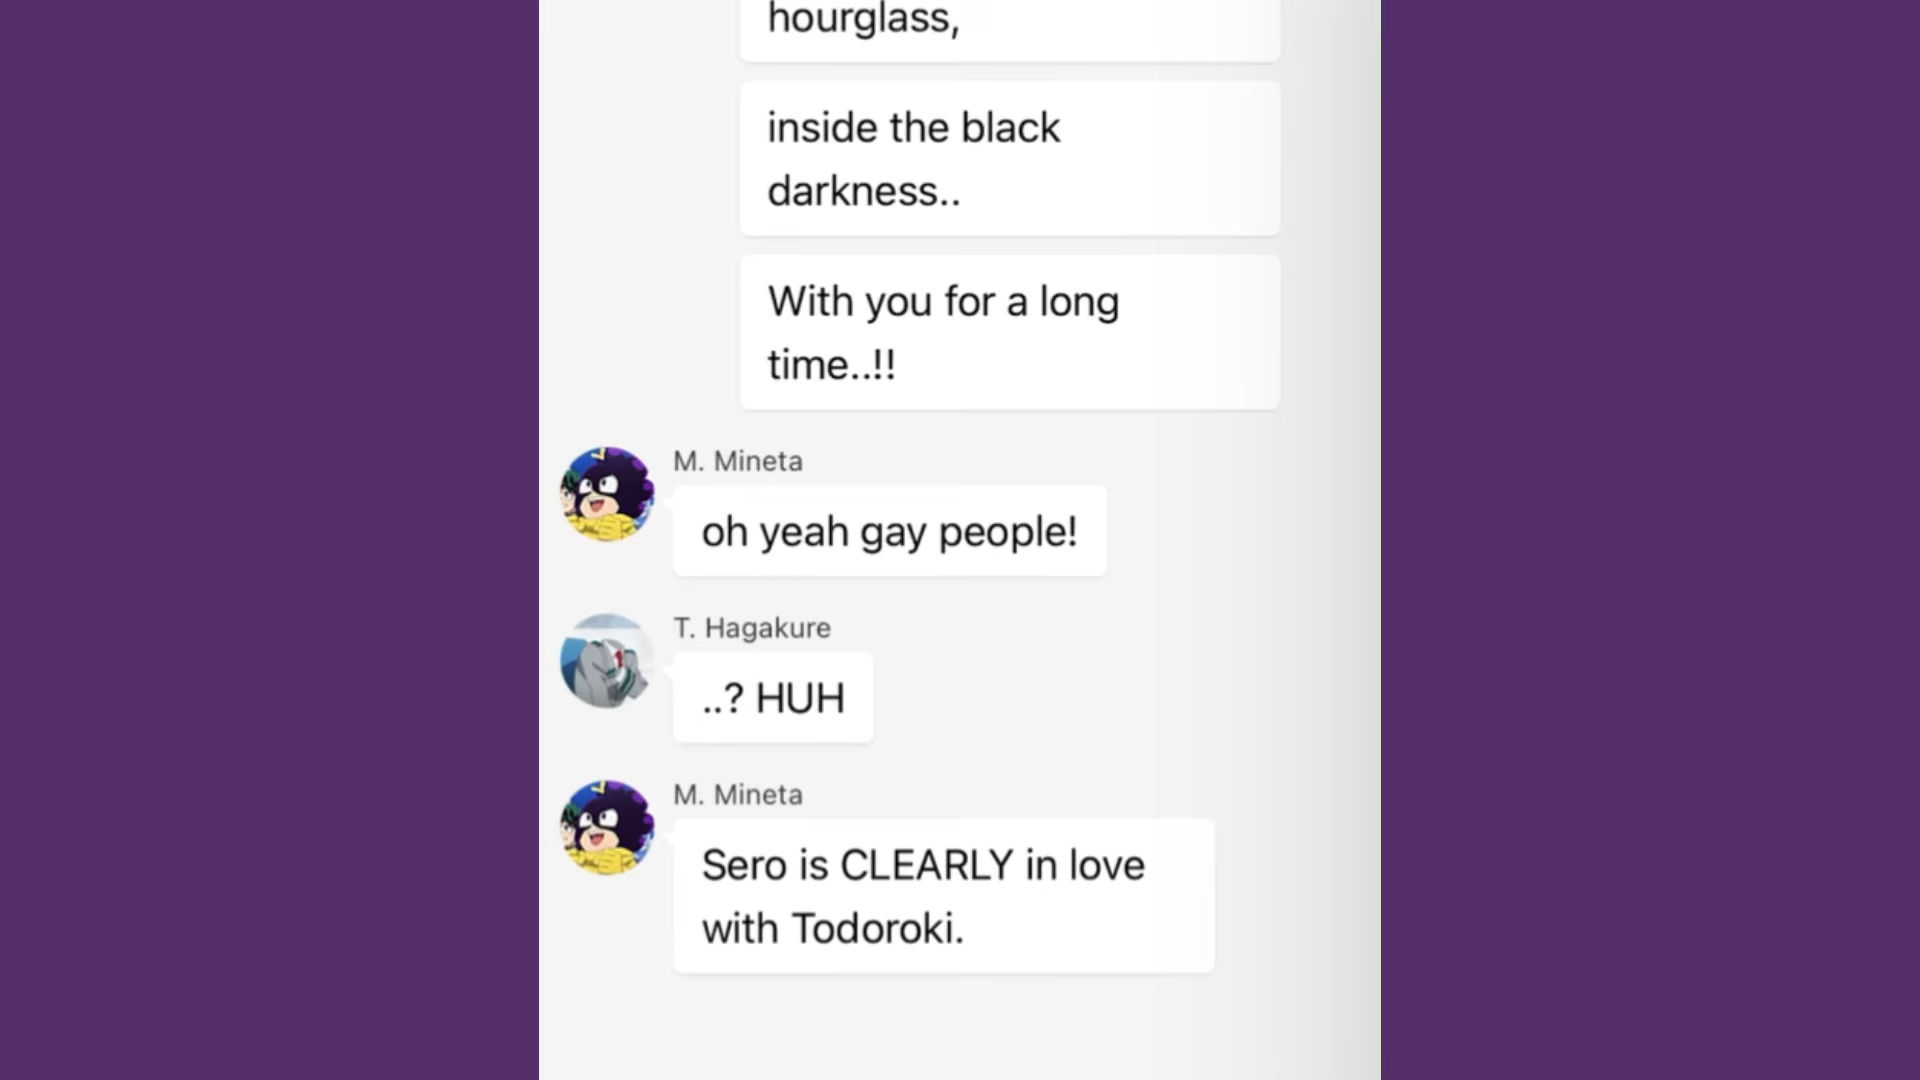 hourglass,
inside the black
darkness..
With you for a long
time..!!
M. Mineta
oh yeah gay people!
T. Hagakure
..? HUH
M. Mineta
Sero is CLEARLY in love
with Todoroki.